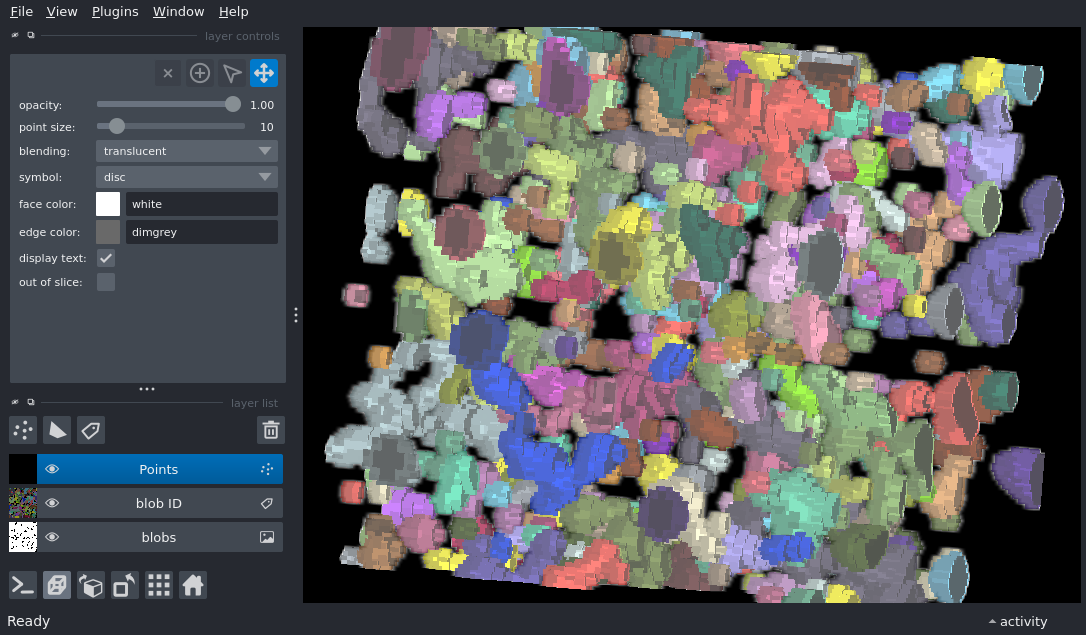 File View Plugins Window Help
layer controls
opacity: 1.00
point size: 10
blending: translucent
symbol: disc
face color: white
edge color: dimgrey
display text:
out of slice:
layer list
Points
blob ID
blobs
Ready
activity